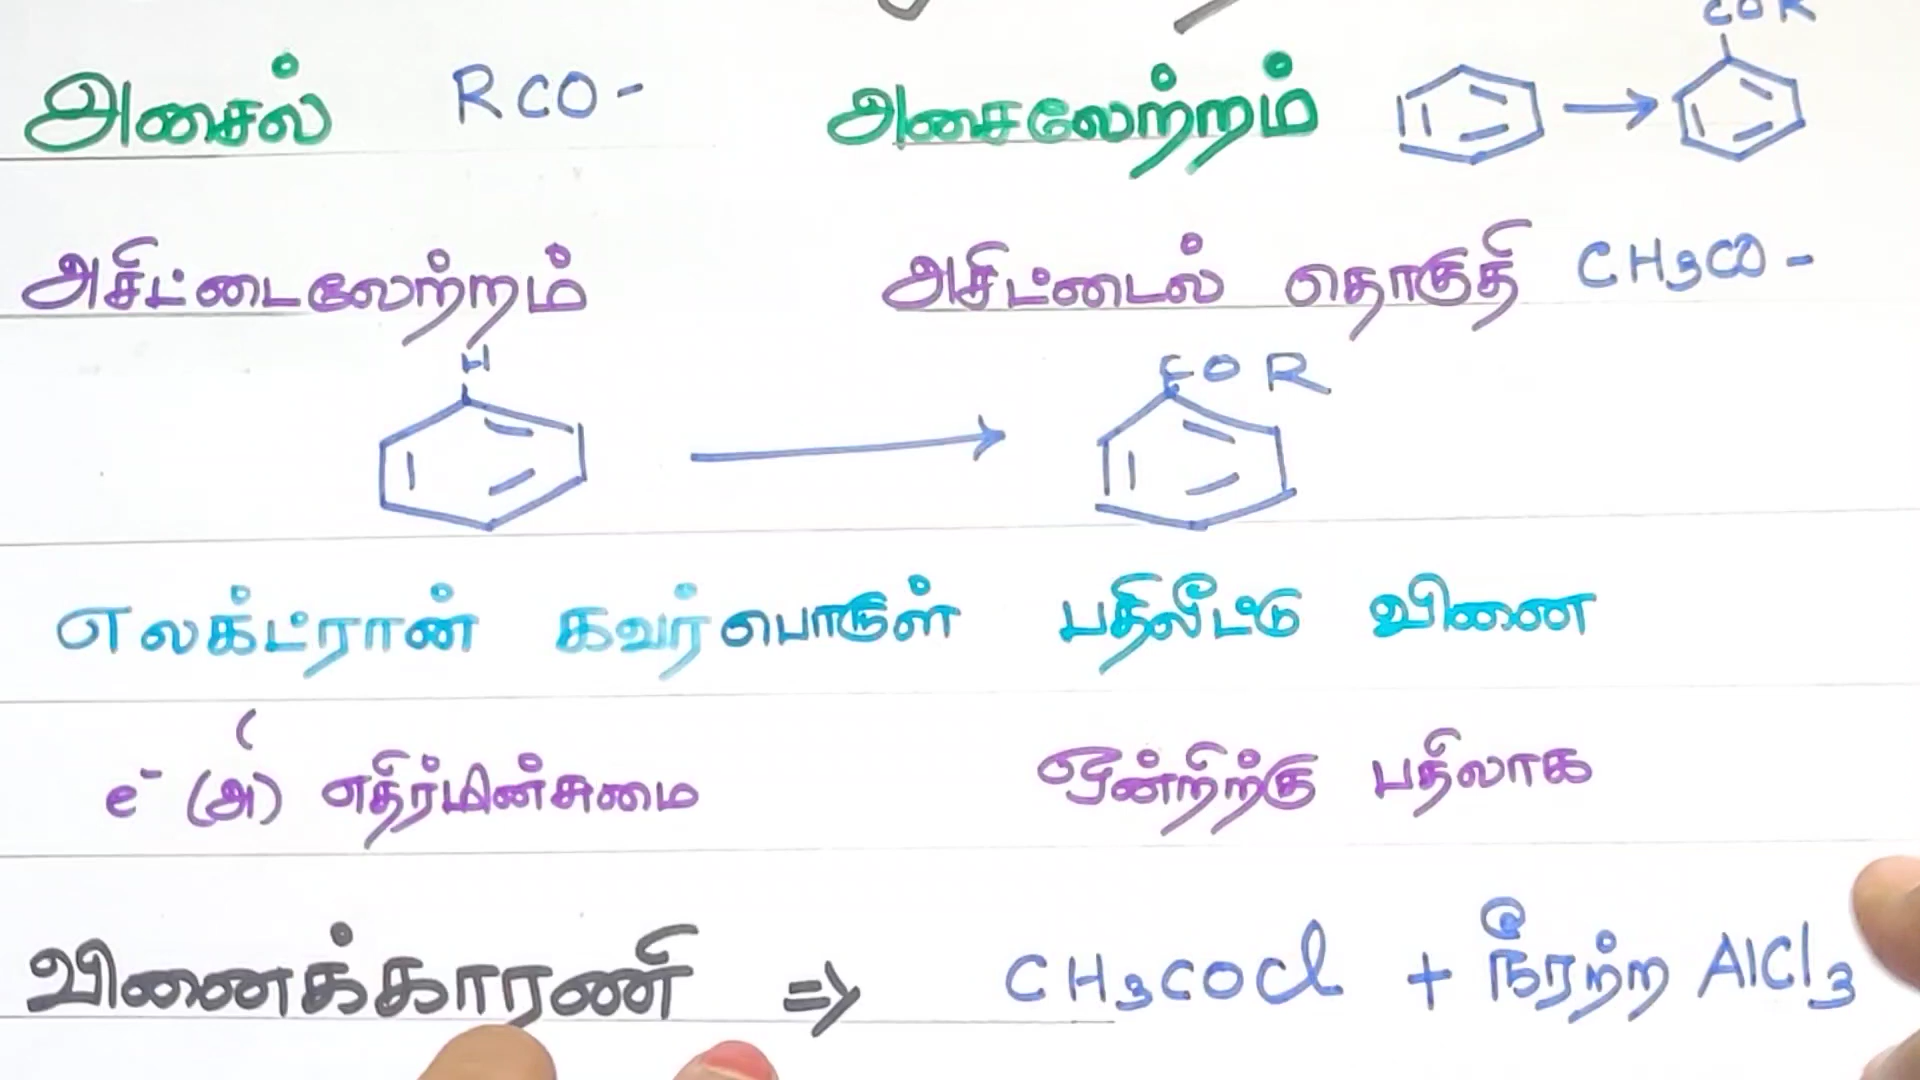 COR
அசைல் RCO- அசைலேற்றம்
அசிட்டைலேற்றம் அசிட்டைல் தொகுதி CH3CO-
H COR
எலக்ட்ரான் கவர்பொருள் பதிலீட்டு வினை
e- (அ) எதிர்மின்சுமை ஒன்றிற்கு பதிலாக
வினைக்காரணி => CH3COCl + நீரற்ற AlCl3